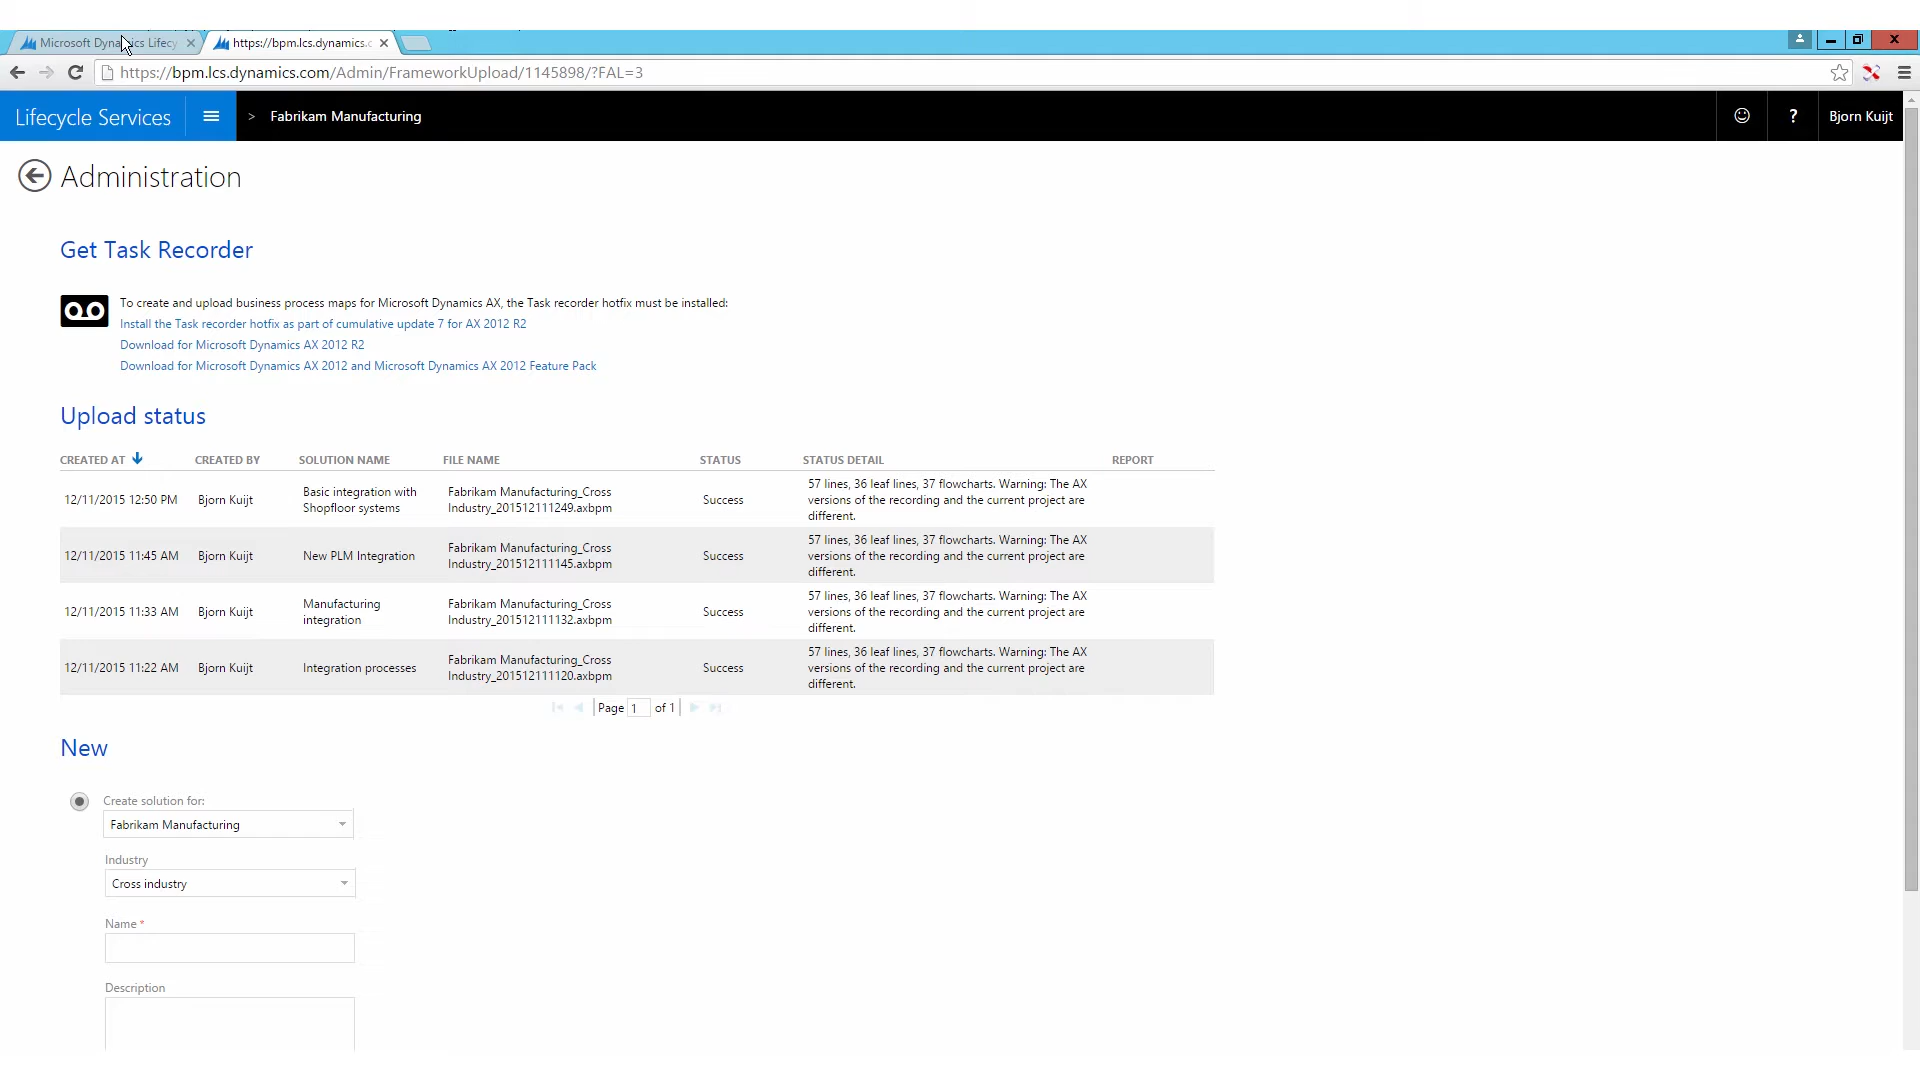 Microsoft Dynamics Lifecy
https://bpm.lcs.dynamics.c
https://bpm.lcs.dynamics.com/Admin/FrameworkUpload/1145898/?FAL=3
Lifecycle Services > Fabrikam Manufacturing ? Bjorn Kuijt
Administration
Get Task Recorder
To create and upload business process maps for Microsoft Dynamics AX, the Task recorder hotfix must be installed:
Install the Task recorder hotfix as part of cumulative update 7 for AX 2012 R2
Download for Microsoft Dynamics AX 2012 R2
Download for Microsoft Dynamics AX 2012 and Microsoft Dynamics AX 2012 Feature Pack
Upload status
CREATED AT CREATED BY SOLUTION NAME FILE NAME STATUS STATUS DETAIL REPORT
12/11/2015 12:50 PM
Bjorn Kuijt
Basic integration with
Shopfloor systems
Fabrikam Manufacturing_Cross
Industry_201512111249.axbpm
Success
57 lines, 36 leaf lines, 37 flowcharts. Warning: The AX
versions of the recording and the current project are
different.
12/11/2015 11:45 AM
Bjorn Kuijt
New PLM Integration
Fabrikam Manufacturing_Cross
Industry_201512111145.axbpm
Success
57 lines, 36 leaf lines, 37 flowcharts. Warning: The AX
versions of the recording and the current project are
different.
12/11/2015 11:33 AM
Bjorn Kuijt
Manufacturing
integration
Fabrikam Manufacturing_Cross
Industry_201512111132.axbpm
Success
57 lines, 36 leaf lines, 37 flowcharts. Warning: The AX
versions of the recording and the current project are
different.
12/11/2015 11:22 AM
Bjorn Kuijt
Integration processes
Fabrikam Manufacturing_Cross
Industry_201512111120.axbpm
Success
57 lines, 36 leaf lines, 37 flowcharts. Warning: The AX
versions of the recording and the current project are
different.
Page 1 of 1
New
Create solution for:
Fabrikam Manufacturing
Industry
Cross industry
Name *
Description